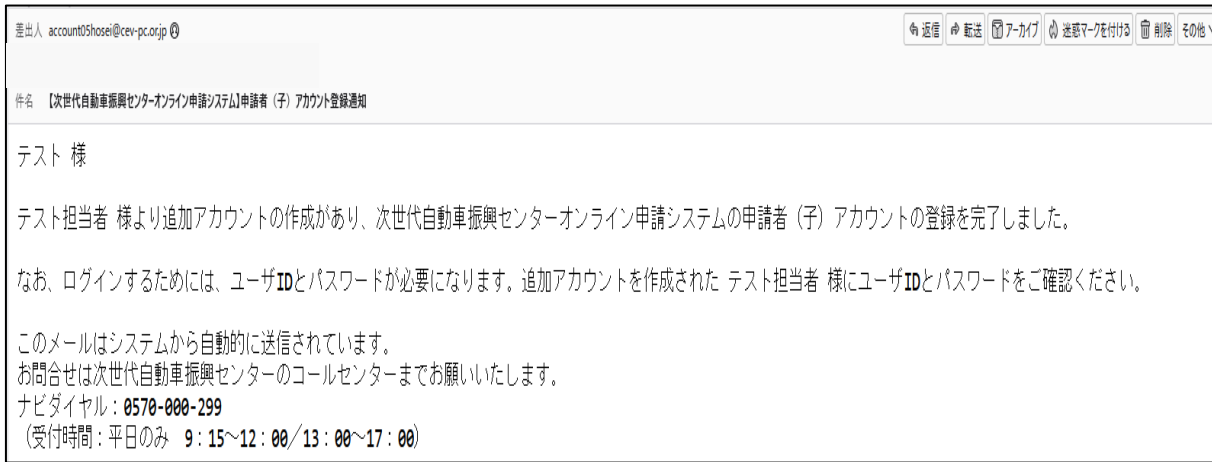 差出人 account05hosei@cev-pc.or.jp
返信 転送 アーカイブ 迷惑マークを付ける 削除 その他
件名 【次世代自動車振興センターオンライン申請システム】申請者（子）アカウント登録通知
テスト 様
テスト担当者 様より追加アカウントの作成があり、次世代自動車振興センターオンライン申請システムの申請者（子）アカウントの登録を完了しました。
なお、ログインするためには、ユーザIDとパスワードが必要になります。追加アカウントを作成された テスト担当者 様にユーザIDとパスワードをご確認ください。
このメールはシステムから自動的に送信されています。
お問合せは次世代自動車振興センターのコールセンターまでお願いいたします。
ナビダイヤル：0570-000-299
（受付時間：平日のみ　9：15～12：00／13：00～17：00）